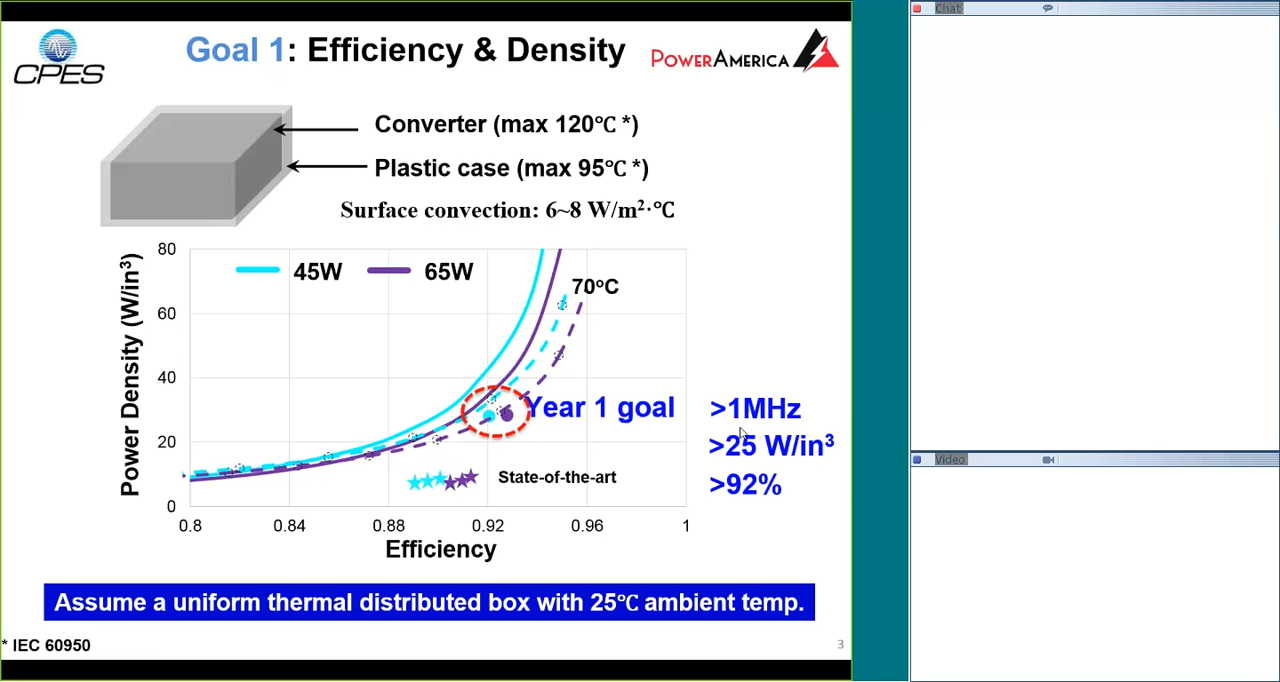 Chat
Goal 1: Efficiency & Density
CPES
POWERAMERICA
Converter (max 120℃ *)
Plastic case (max 95℃ *)
Surface convection: 6~8 W/m²·℃
Power Density (W/in³)
80
60
40
20
0
45W
65W
70°C
Year 1 goal
State-of-the-art
>1MHz
>25 W/in³
>92%
0.8
0.84
0.88
0.92
0.96
1
Efficiency
Video
Assume a uniform thermal distributed box with 25℃ ambient temp.
* IEC 60950
3